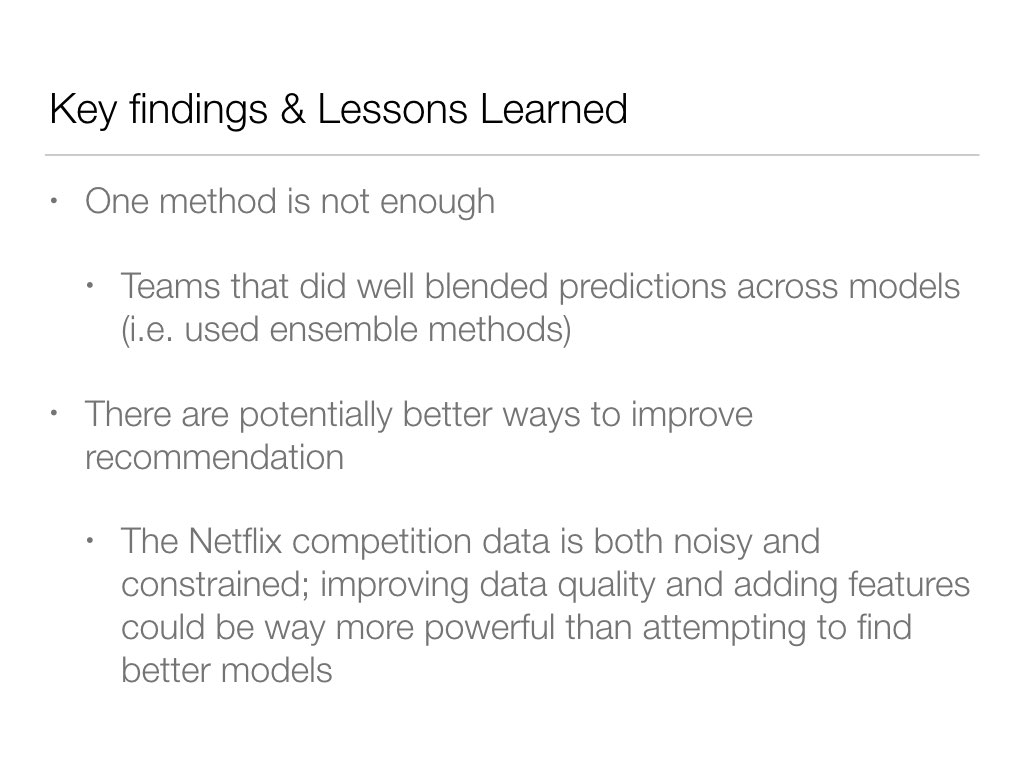 Key findings & Lessons Learned
• One method is not enough
• Teams that did well blended predictions across models
(i.e. used ensemble methods)
• There are potentially better ways to improve
recommendation
• The Netflix competition data is both noisy and
constrained; improving data quality and adding features
could be way more powerful than attempting to find
better models